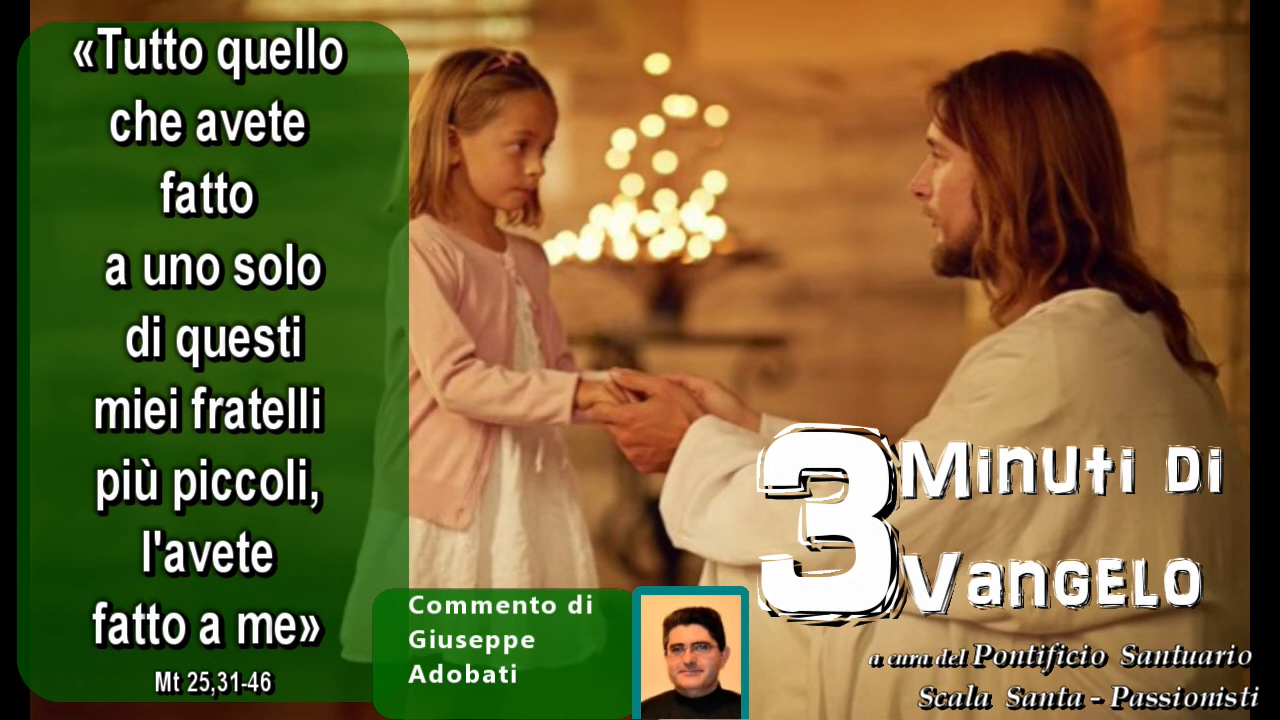 «Tutto quello
che avete
fatto
a uno solo
di questi
miei fratelli
più piccoli,
l'avete
fatto a me»
Mt 25,31-46
Commento di
Giuseppe
Adobati
3 Minuti di
Vangelo
a cura del Pontificio Santuario
Scala Santa - Passionisti